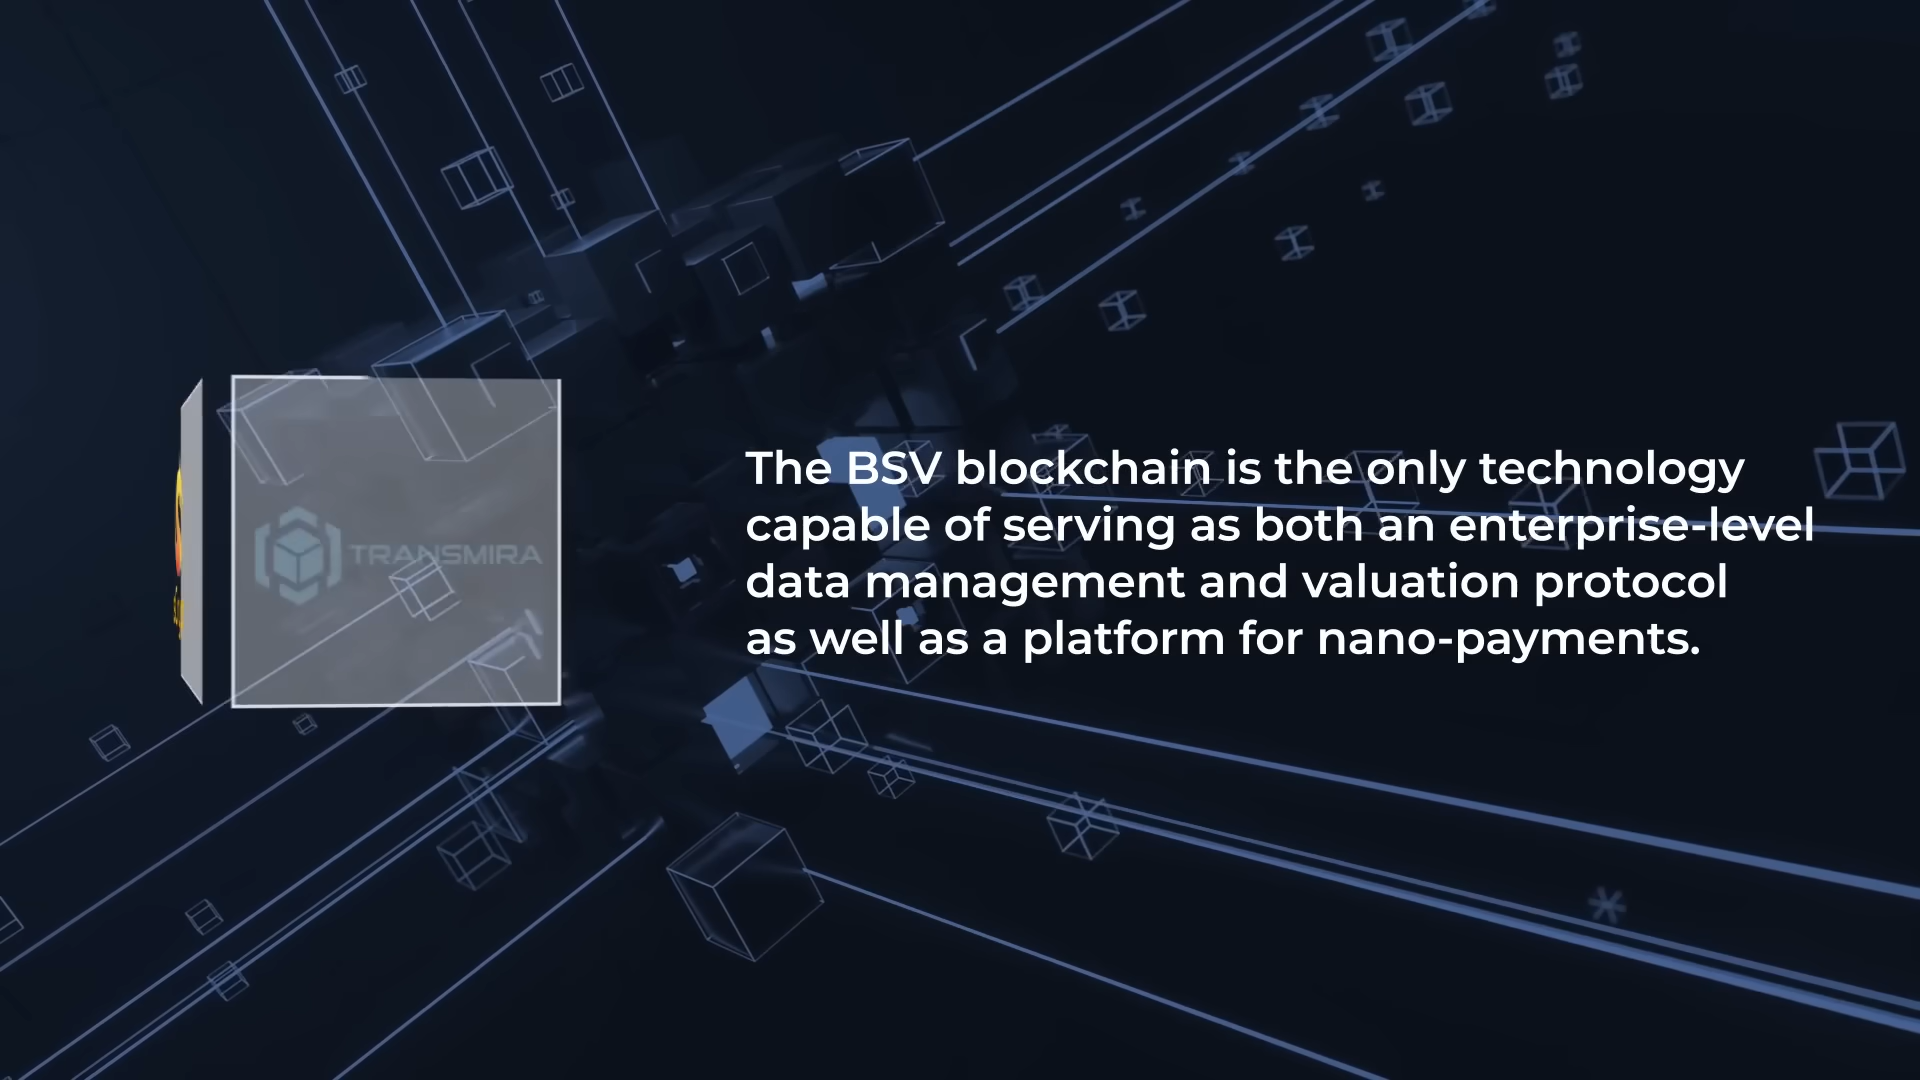 TRANSMIRA
The BSV blockchain is the only technology
capable of serving as both an enterprise-level
data management and valuation protocol
as well as a platform for nano-payments.